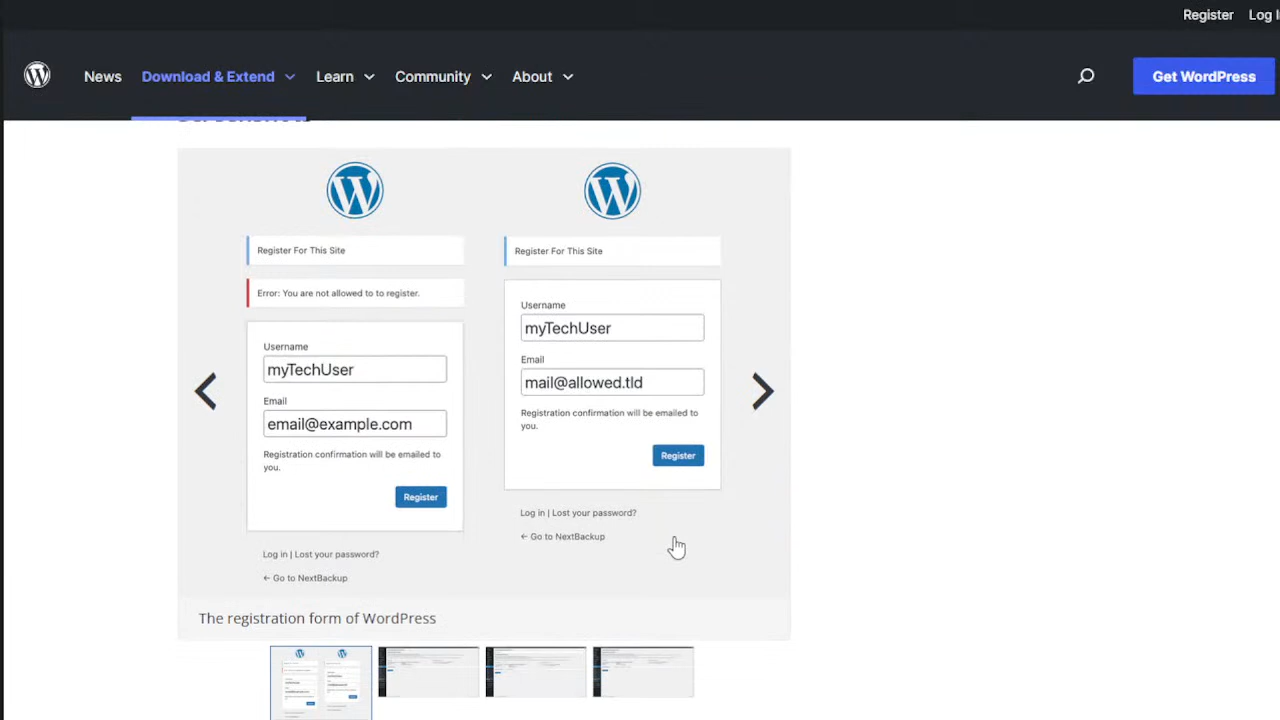 Register Log I
News Download & Extend Learn Community About Get WordPress
Screenshots
Register For This Site
Error: You are not allowed to to register.
Username
myTechUser
Email
email@example.com
Registration confirmation will be emailed to
you.
Register
Log in | Lost your password?
← Go to NextBackup
Register For This Site
Username
myTechUser
Email
mail@allowed.tld
Registration confirmation will be emailed to
you.
Register
Log in | Lost your password?
← Go to NextBackup
The registration form of WordPress